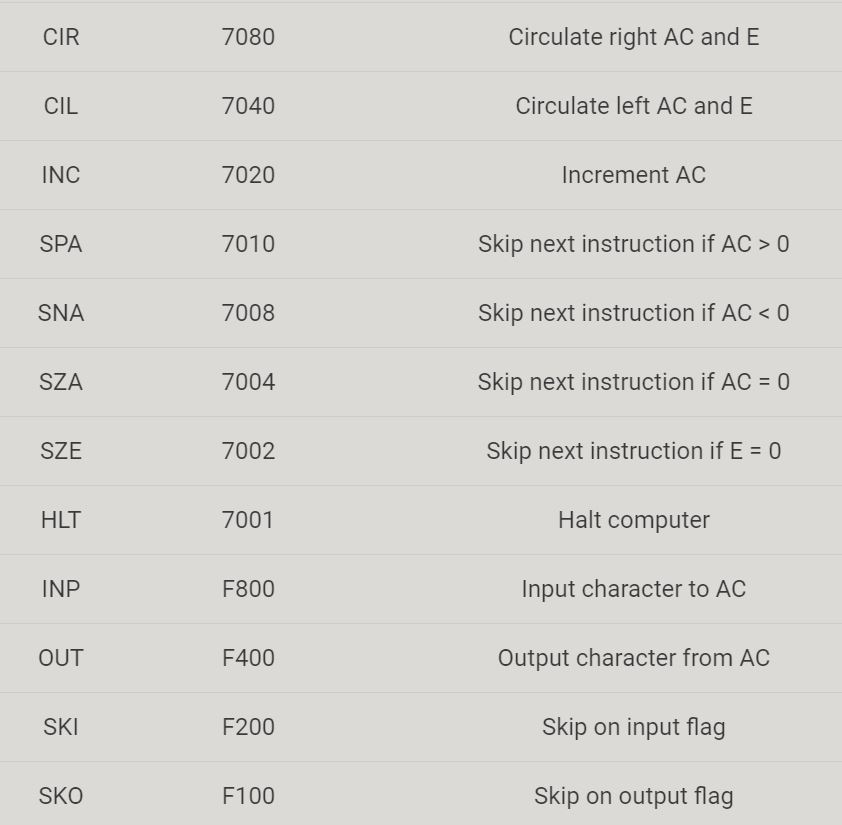 CIR 7080 Circulate right AC and E
CIL 7040 Circulate left AC and E
INC 7020 Increment AC
SPA 7010 Skip next instruction if AC > 0
SNA 7008 Skip next instruction if AC < 0
SZA 7004 Skip next instruction if AC = 0
SZE 7002 Skip next instruction if E = 0
HLT 7001 Halt computer
INP F800 Input character to AC
OUT F400 Output character from AC
SKI F200 Skip on input flag
SKO F100 Skip on output flag